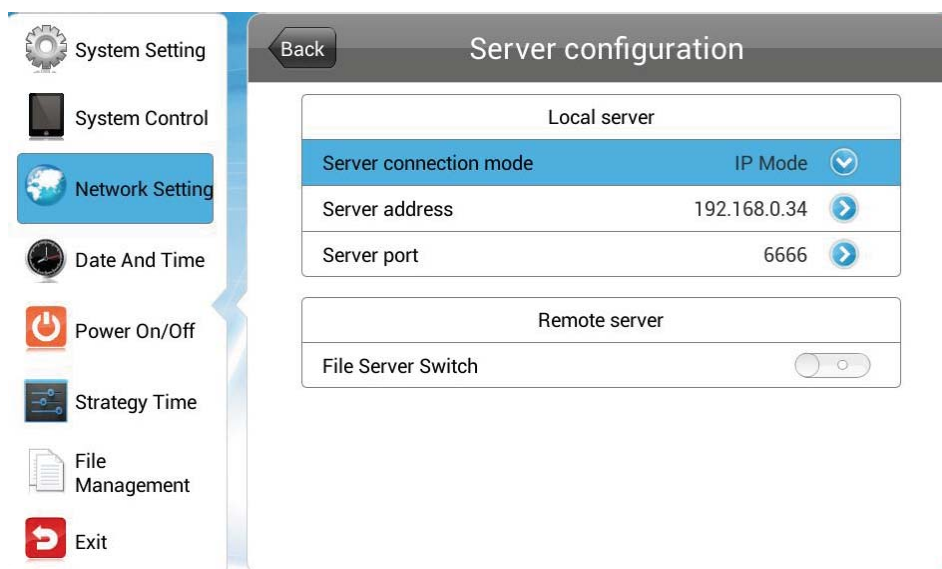 System Setting
System Control
Network Setting
Date And Time
Power On/Off
Strategy Time
File
Management
Exit
Back
Server configuration
Local server
Server connection mode IP Mode
Server address 192.168.0.34
Server port 6666
Remote server
File Server Switch